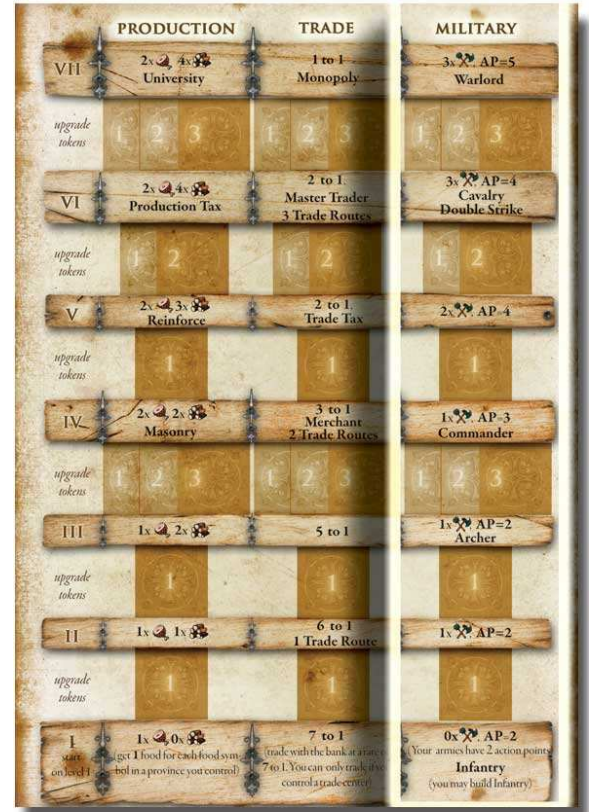 PRODUCTION TRADE MILITARY
VII
2x 4x
University
1 to 1
Monopoly
3x AP=5
Warlord
upgrade
tokens
1 2 3
1 2 3
1 2 3
VI
2x 4x
Production Tax
2 to 1.
Master Trader
3 Trade Routes
3x AP=4
Cavalry
Double Strike
upgrade
tokens
1 2
1 2
1 2
V
2x 3x
Reinforce
2 to 1.
Trade Tax
2x AP=4
upgrade
tokens
1
1
1
IV
2x 2x
Masonry
3 to 1
Merchant
2 Trade Routes
1x AP=3
Commander
upgrade
tokens
1 2 3
1 2 3
1 2 3
III
1x 2x
5 to 1
1x AP=2
Archer
upgrade
tokens
1
1
1
II
1x 1x
6 to 1
1 Trade Route
1x AP=2
upgrade
tokens
1
1
1
I
start
on level 1
1x 0x
(get 1 food for each food sym-
bol in a province you control)
7 to 1
(trade with the bank at a rate
7 to 1. You can only trade if
control a trade center)
0x AP=2
(Your armies have 2 action points
Infantry
(you may build Infantry)